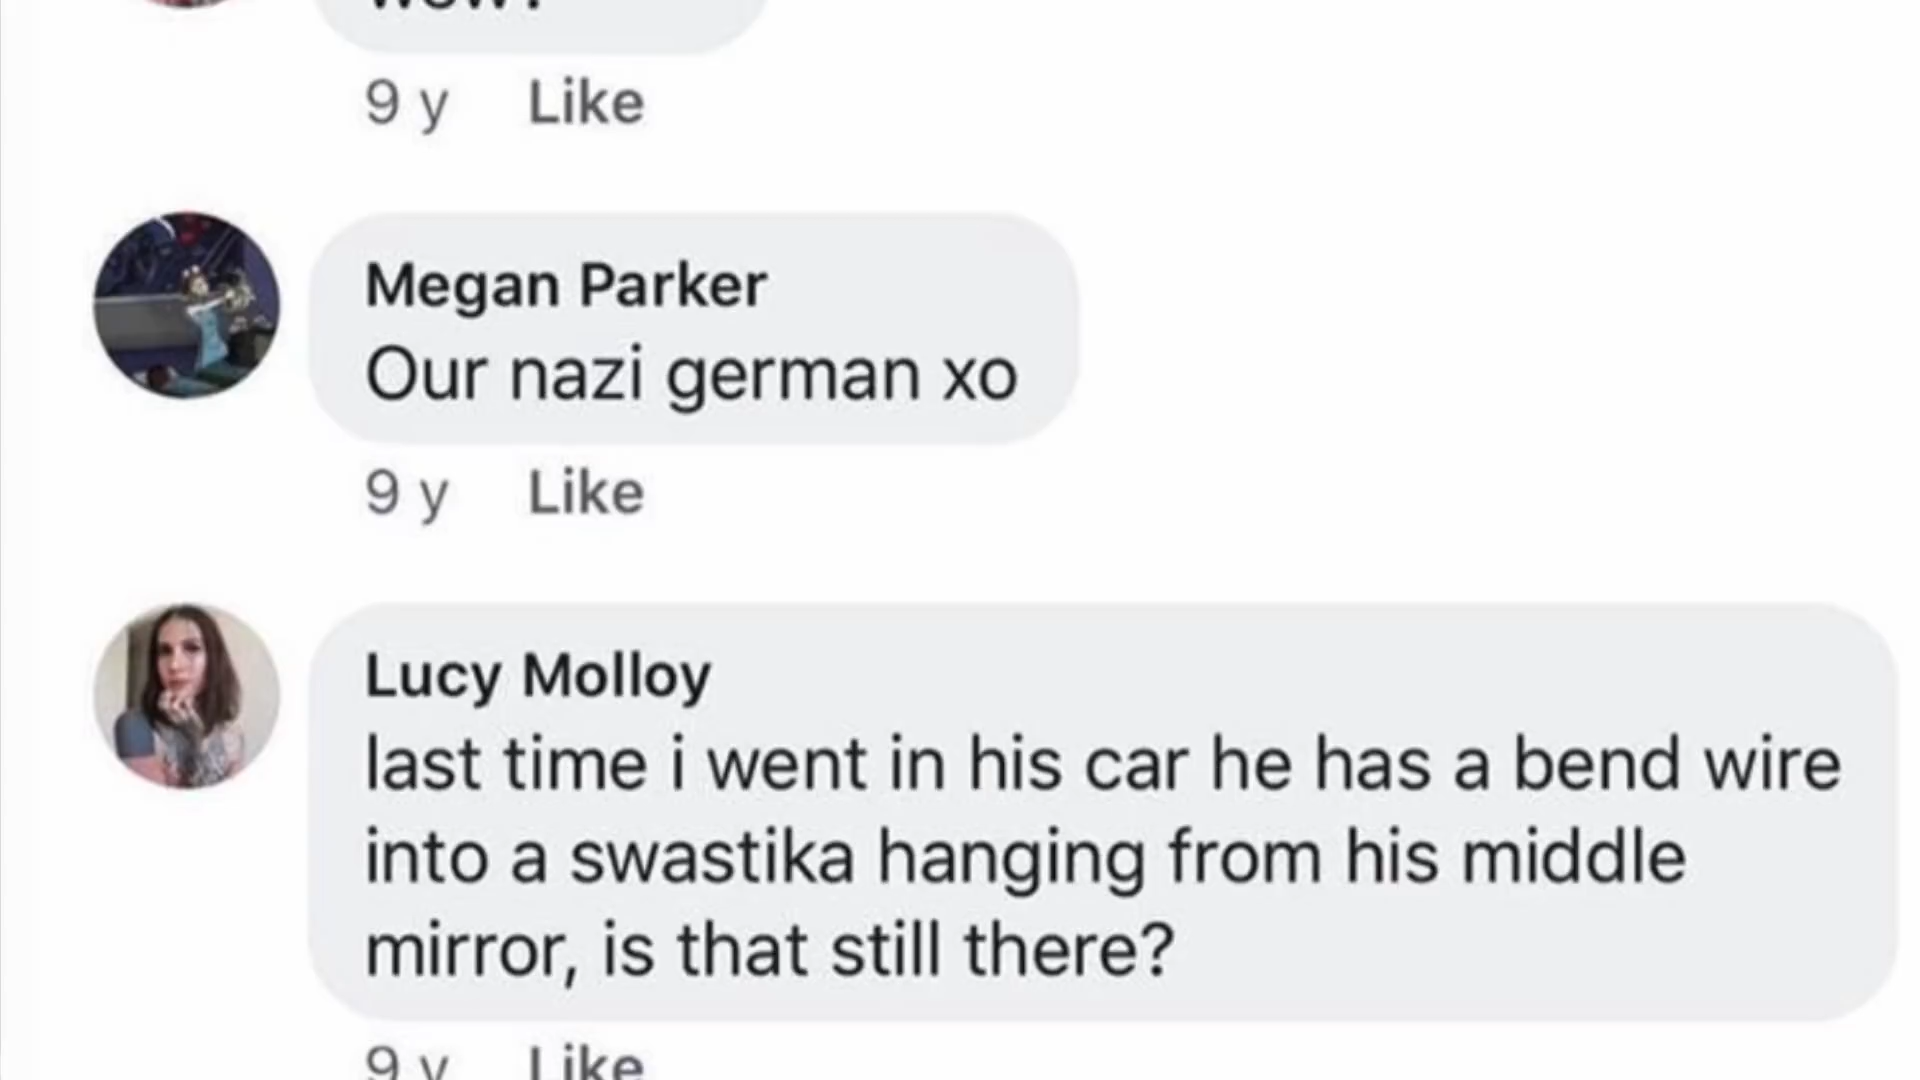 wow?
9 y Like
Megan Parker
Our nazi german xo
9 y Like
Lucy Molloy
last time i went in his car he has a bend wire
into a swastika hanging from his middle
mirror, is that still there?
9 y Like